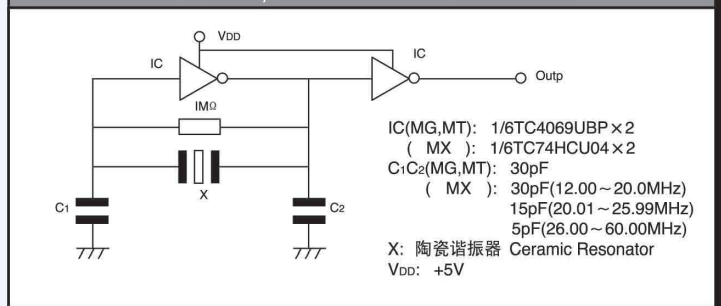 VDD
IC
IC
Outp
IMΩ
X
C1
C2
IC(MG,MT): 1/6TC4069UBP×2
( MX ): 1/6TC74HCU04×2
C1C2(MG,MT): 30pF
( MX ): 30pF(12.00~20.0MHz)
15pF(20.01~25.99MHz)
5pF(26.00~60.00MHz)
X: 陶瓷谐振器 Ceramic Resonator
VDD: +5V